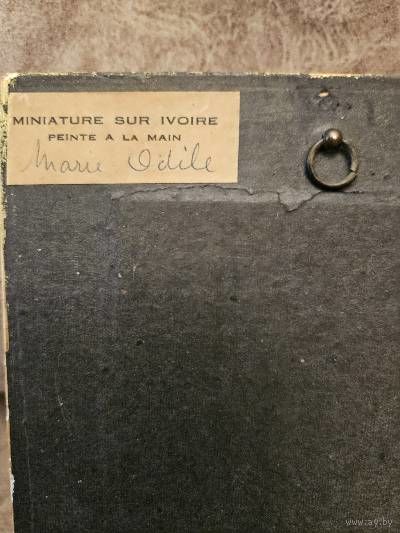 MINIATURE SUR IVOIRE
PEINTE A LA MAIN
Marie Odile
www.ay.by